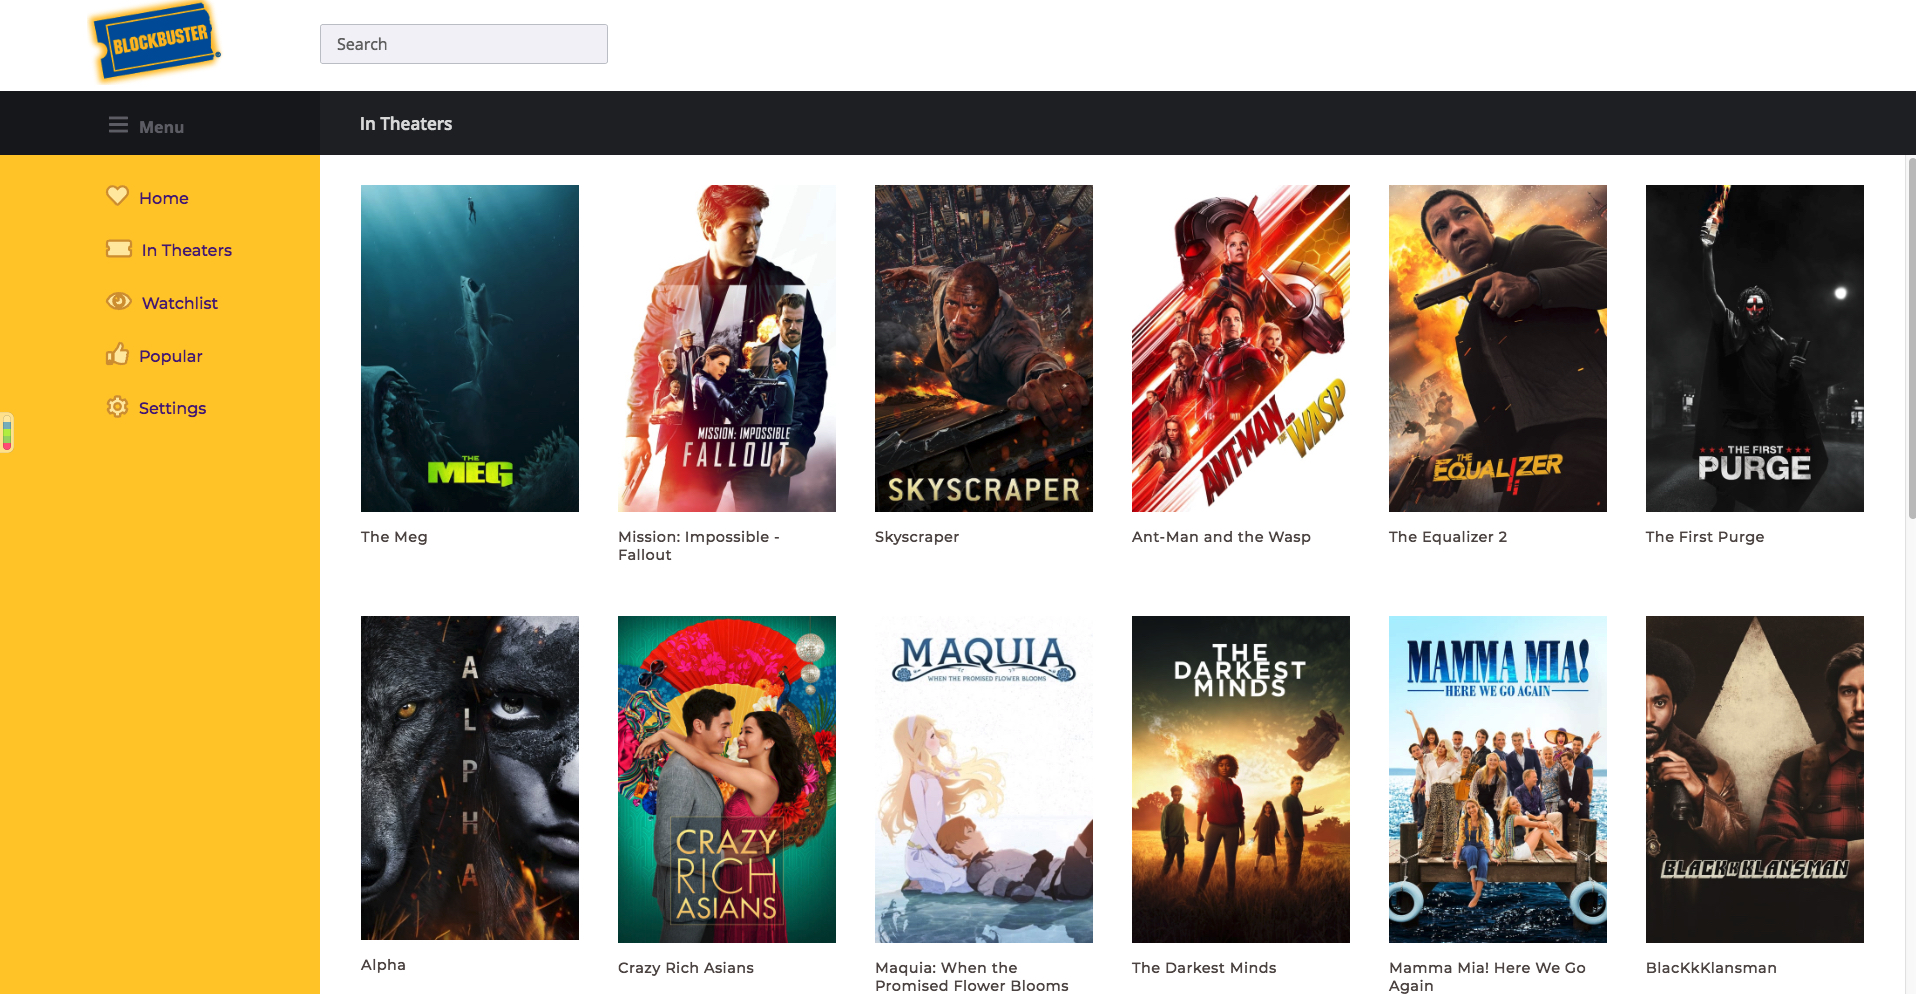 BLOCKBUSTER
Search
Menu
In Theaters
Home
In Theaters
Watchlist
Popular
Settings
THE
MEG
MISSION: IMPOSSIBLE
FALLOUT
SKYSCRAPER
ANT-MAN
AND
THE WASP
THE
EQUALIZER
2
THE FIRST
PURGE
The Meg
Mission: Impossible -
Fallout
Skyscraper
Ant-Man and the Wasp
The Equalizer 2
The First Purge
ALPHA
CRAZY
RICH
ASIANS
MAQUIA
WHEN THE PROMISED FLOWER BLOOMS
THE
DARKEST
MINDS
MAMMA MIA!
HERE WE GO AGAIN
BLACKKKLANSMAN
Alpha
Crazy Rich Asians
Maquia: When the
Promised Flower Blooms
The Darkest Minds
Mamma Mia! Here We Go
Again
BlacKkKlansman